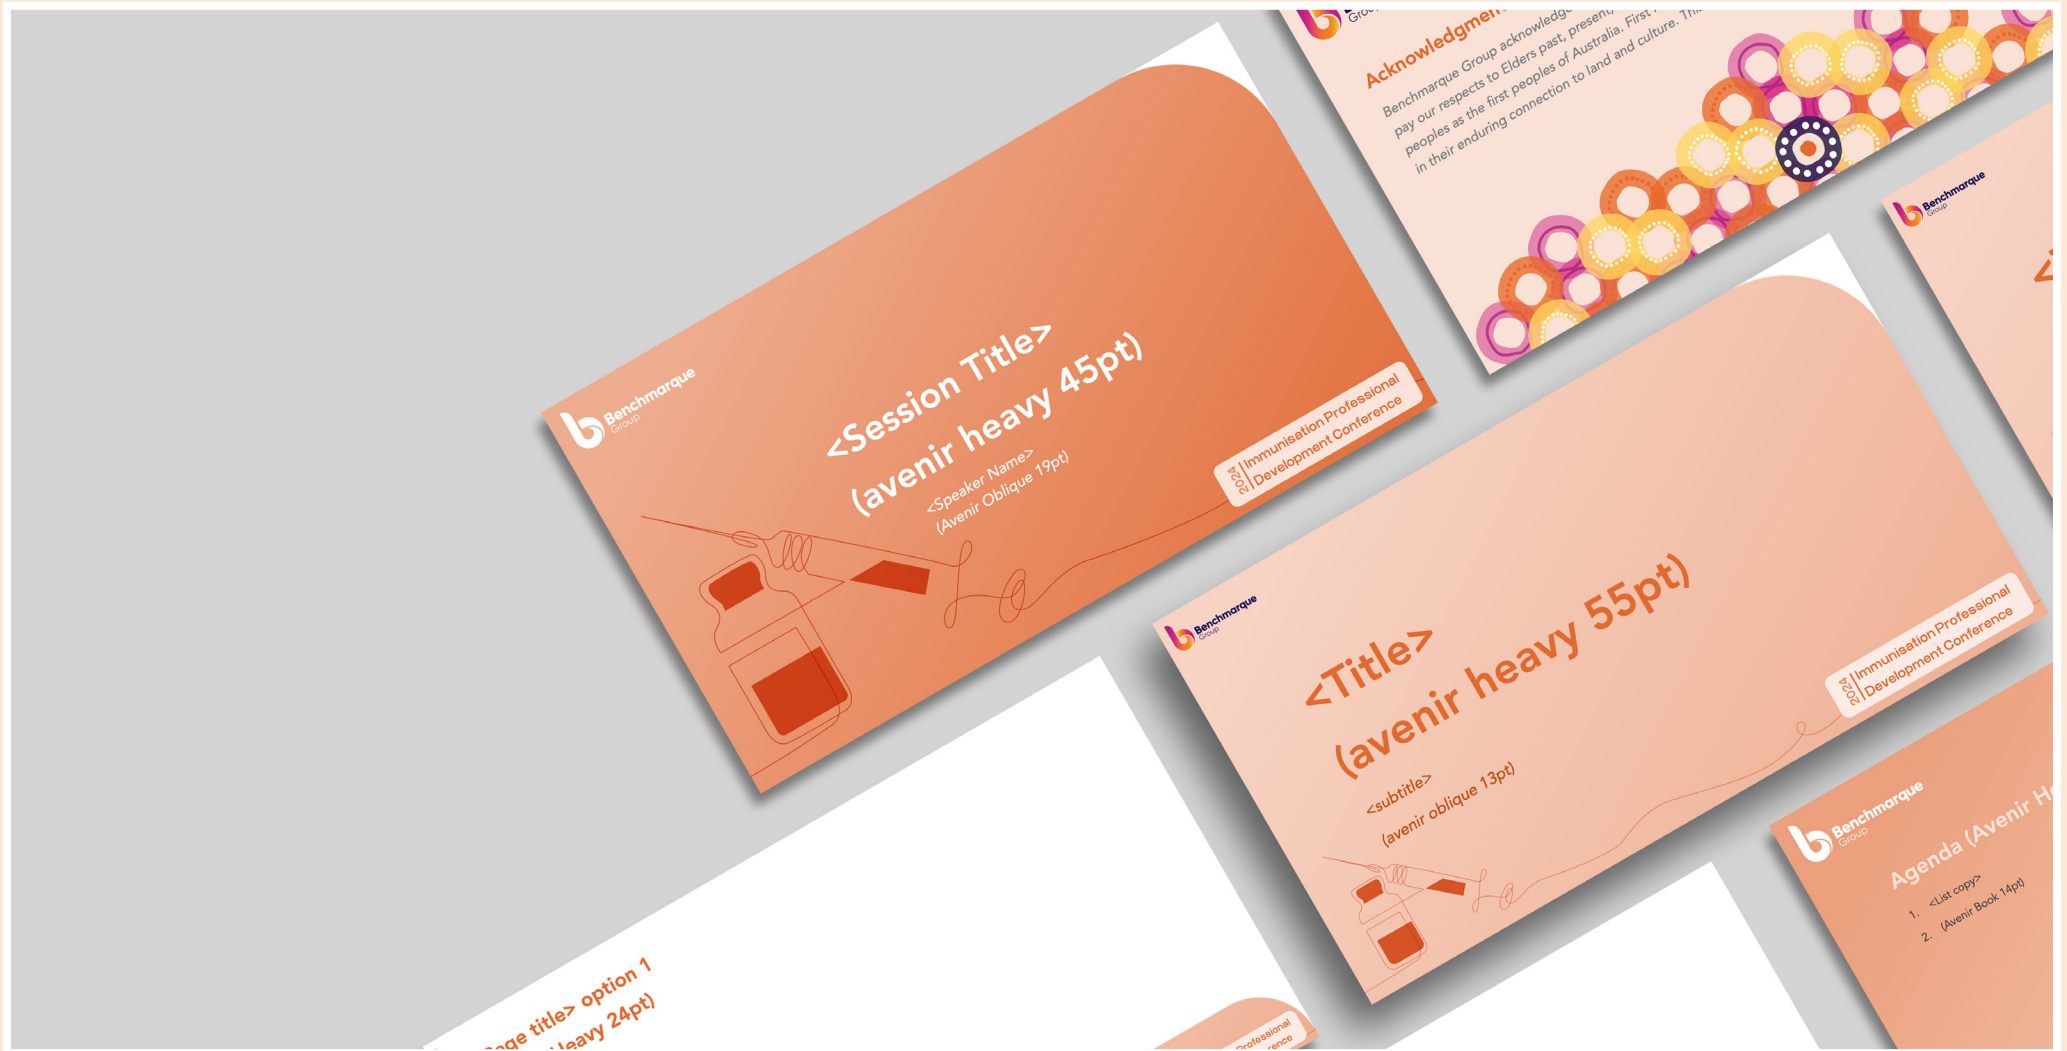 Benchmarque
Group
<Session Title>
(avenir heavy 45pt)
<Speaker Name>
(Avenir Oblique 19pt)
2024
Immunisation Professional
Development Conference
Benchmarque Group acknowledge
pay our respects to Elders past, present,
peoples as the first peoples of Australia. First
in their enduring connection to land and culture.
Benchmarque
Group
Benchmarque
Group
<Title>
(avenir heavy 55pt)
<subtitle>
(avenir oblique 13pt)
2024
Immunisation Professional
Development Conference
Benchmarque
Group
Agenda (Avenir
1. <List copy>
2. (Avenir Book 14pt)
title> option 1
Heavy 24pt)
Professional